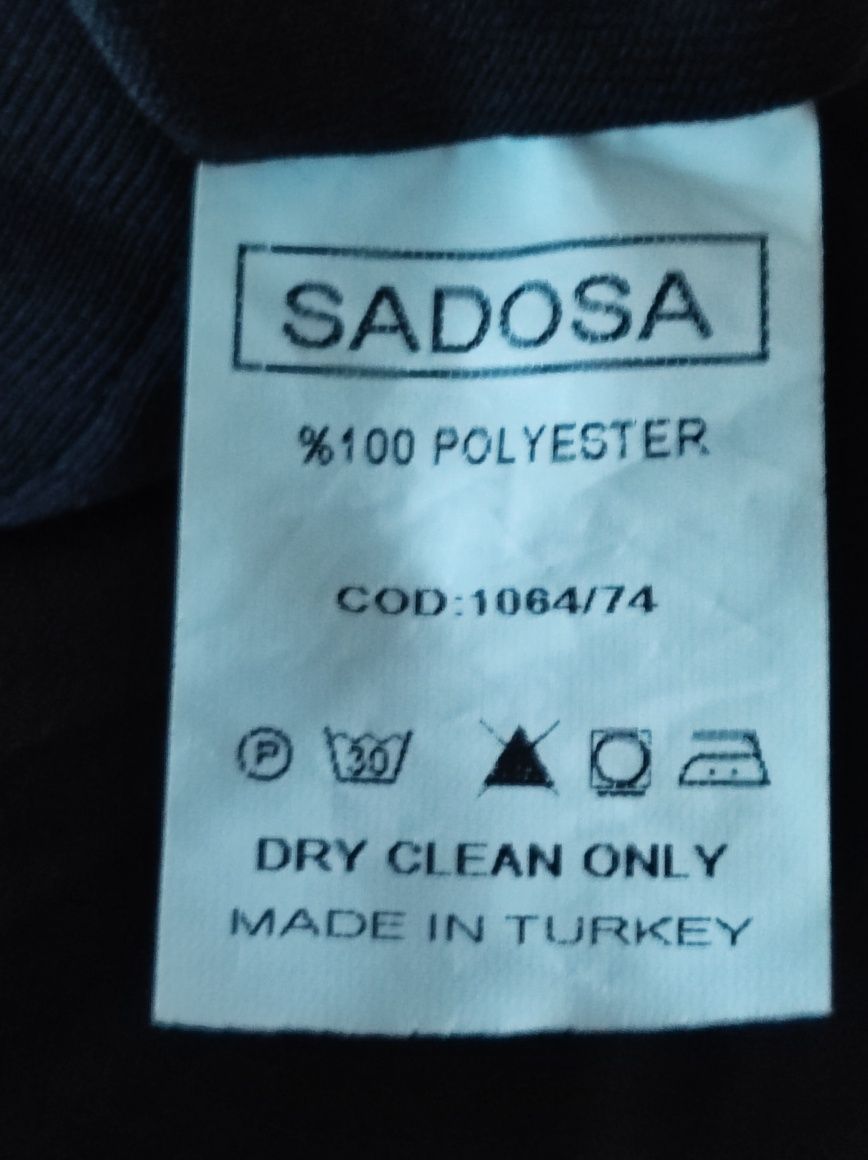 SADOSA
%100 POLYESTER
COD:1064/74
P 30
DRY CLEAN ONLY
MADE IN TURKEY